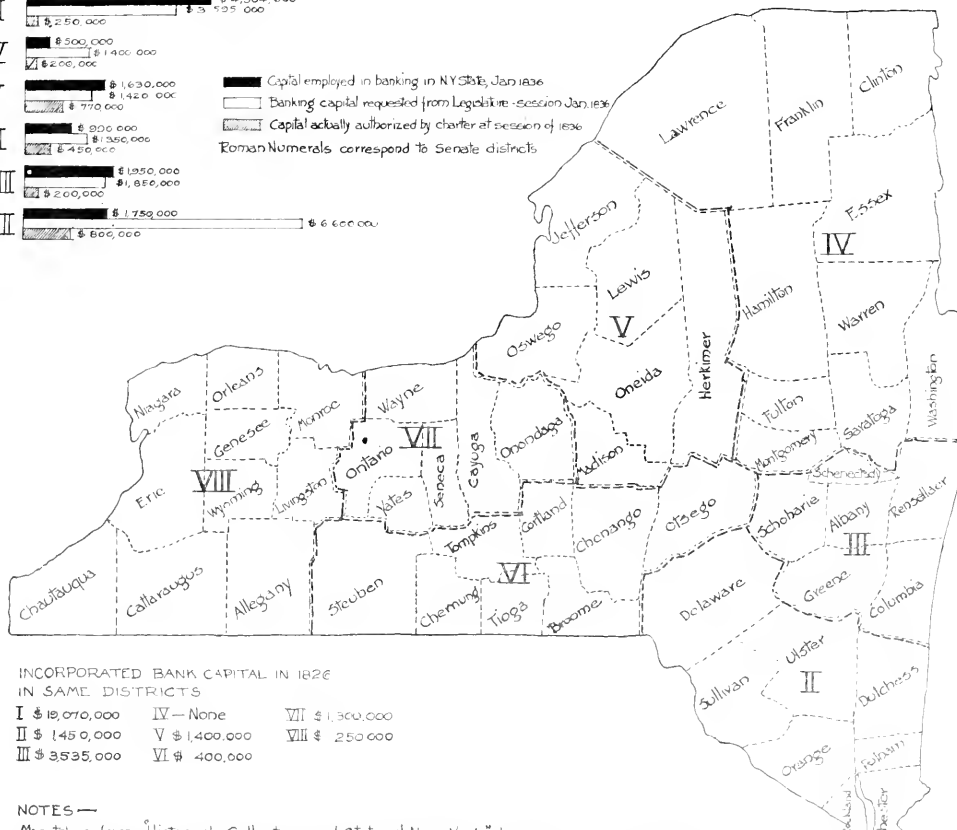 $3 595 000
$250,000
$500,000
$1400 000
$200,000
$1,630,000
$1,420 000
$770,000
$900 000
$1350,000
$450,000
III $1,950,000
$1,850,000
$200,000
II $1,750,000
$6 600 000
$800,000
Capital employed in banking in N Y State, Jan 1836
Banking capital requested from Legislature - session Jan. 1836
Capital actually authorized by charter at session of 1836
Roman Numerals correspond to Senate districts
Clinton
Franklin
Lawrence
Essex
IV
Jefferson
Lewis
Hamilton
Warren
V
Oswego
Herkimer
Oneida
Washington
Niagara
Orleans
Monroe
Wayne
Fulton
Saratoga
Genesee
VII
Onondaga
Cayuga
Madison
Montgomery
Ontario
Seneca
Schenectady
Erie
VIII
Wyoming
Livingston
Yates
Cortland
Chenango
Otsego
Schoharie
Albany
Rensellaer
Tompkins
III
VI
Chautauqua
Cattaraugus
Allegany
Steuben
Chemung
Tioga
Broome
Delaware
Greene
Columbia
Ulster
Sullivan
II
Dutchess
Orange
Putnam
INCORPORATED BANK CAPITAL IN 1826
IN SAME DISTRICTS
I $19,070,000 IV — None VII $1,300,000
II $1450,000 V $1,400,000 VIII $250 000
III $3,535,000 VI $400,000
NOTES —